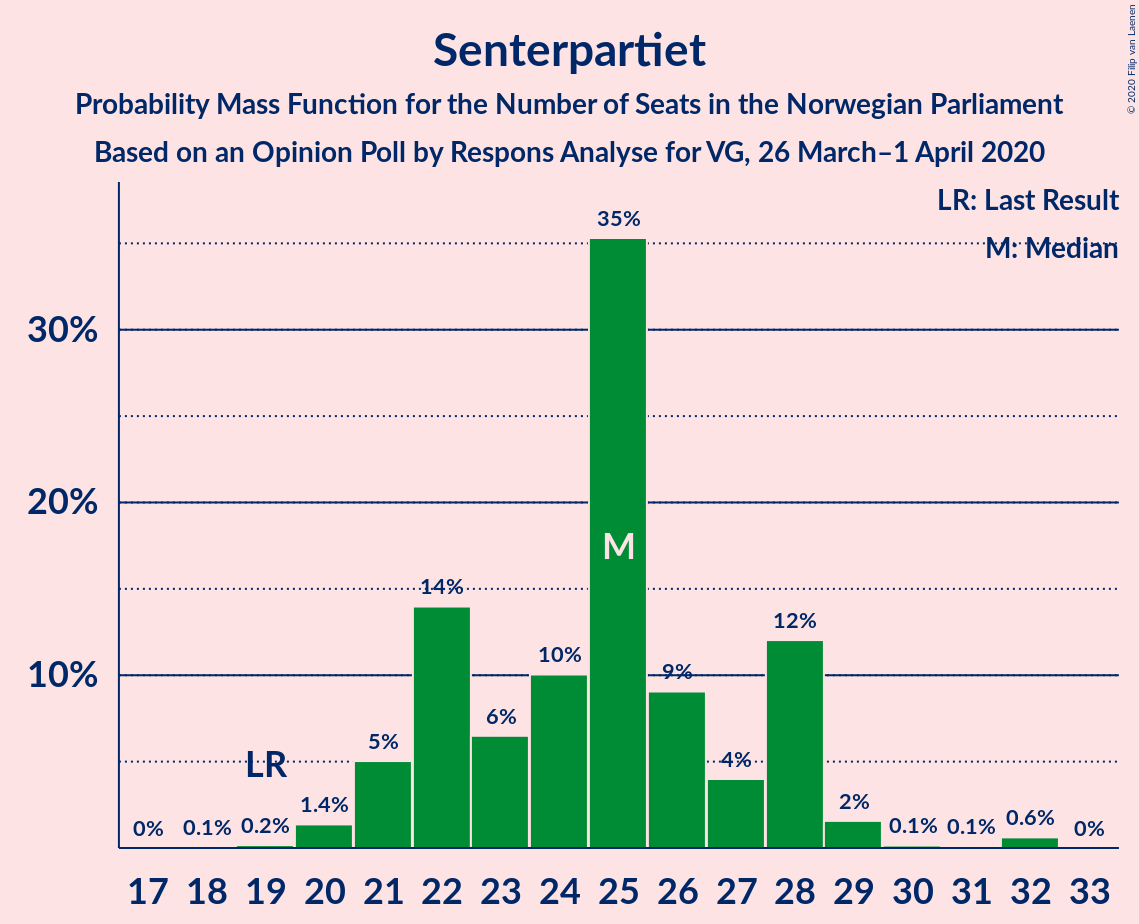 Senterpartiet
Probability Mass Function for the Number of Seats in the Norwegian Parliament
Based on an Opinion Poll by Respons Analyse for VG, 26 March–1 April 2020
© 2020 Filip van Laenen
LR: Last Result
M: Median
30%
20%
10%
0%
0.1%
0.2%
LR
1.4%
5%
14%
6%
10%
35%
M
9%
4%
12%
2%
0.1%
0.1%
0.6%
0%
17 18 19 20 21 22 23 24 25 26 27 28 29 30 31 32 33